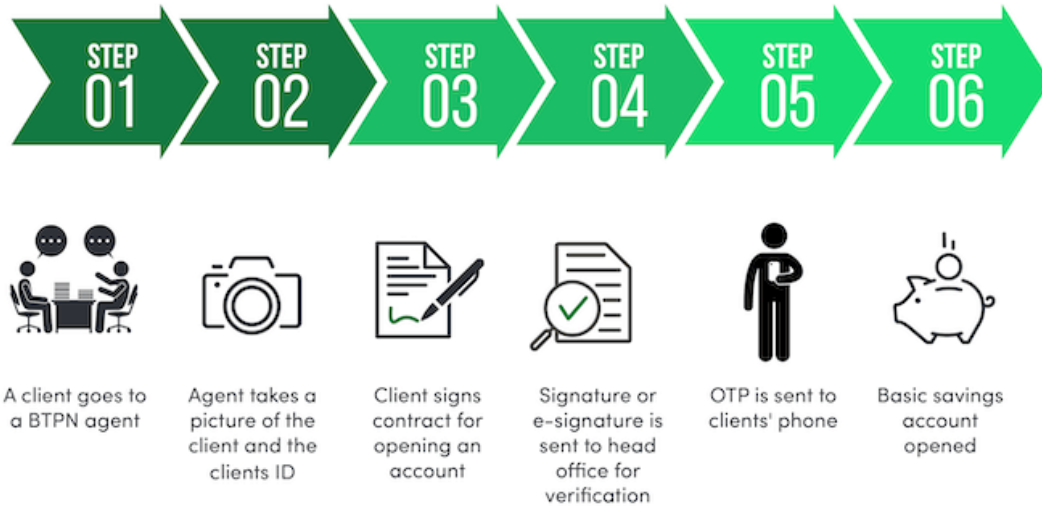 STEP
01
STEP
02
STEP
03
STEP
04
STEP
05
STEP
06
A client goes to
a BTPN agent
Agent takes a
picture of the
client and the
clients ID
Client signs
contract for
opening an
account
Signature or
e-signature is
sent to head
office for
verification
OTP is sent to
clients' phone
Basic savings
account
opened